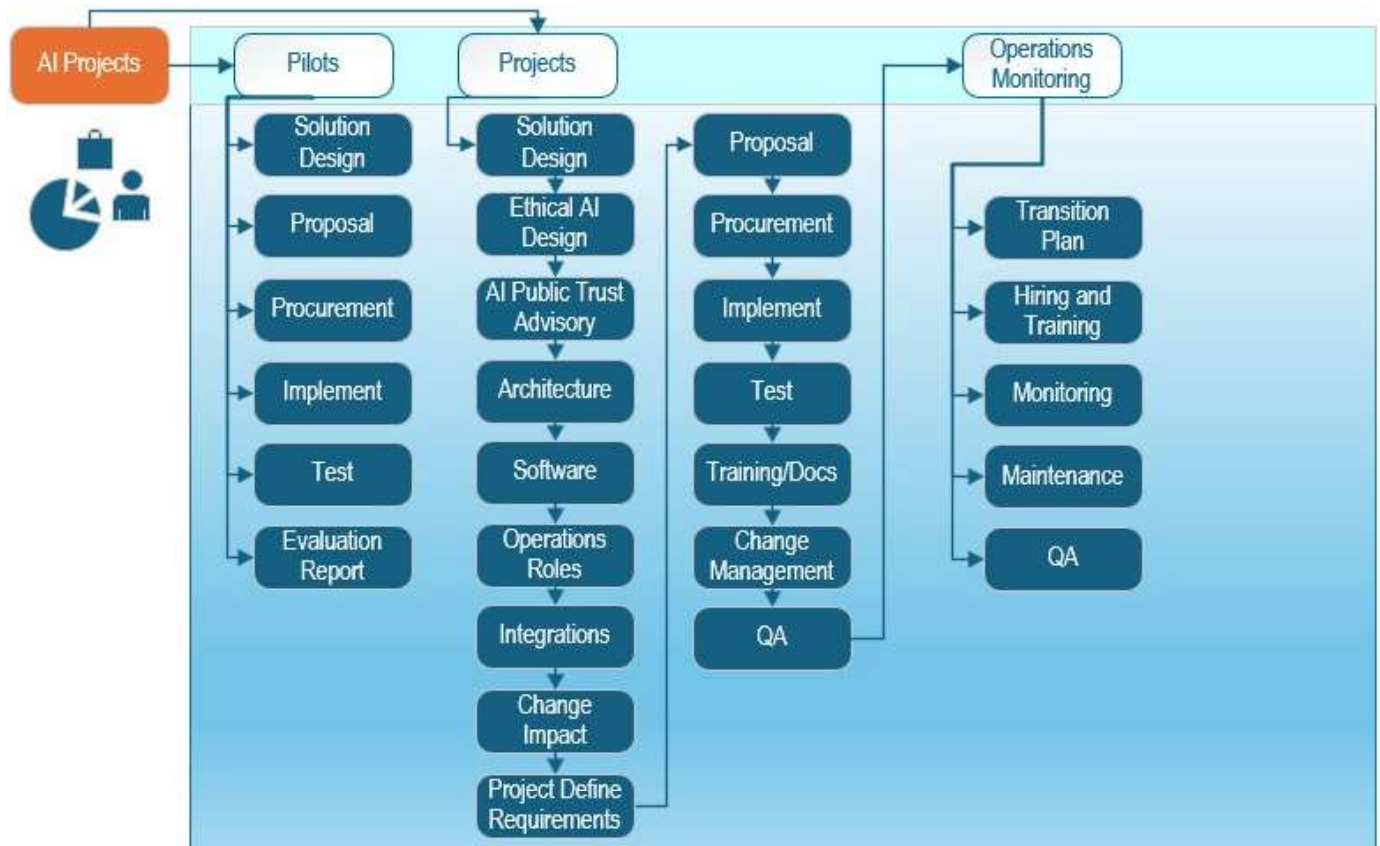 AI Projects
Pilots
Projects
Operations
Monitoring
Solution
Design
Proposal
Procurement
Implement
Test
Evaluation
Report
Solution
Design
Ethical AI
Design
AI Public Trust
Advisory
Architecture
Software
Operations
Roles
Integrations
Change
Impact
Project Define
Requirements
Proposal
Procurement
Implement
Test
Training/Docs
Change
Management
QA
Transition
Plan
Hiring and
Training
Monitoring
Maintenance
QA